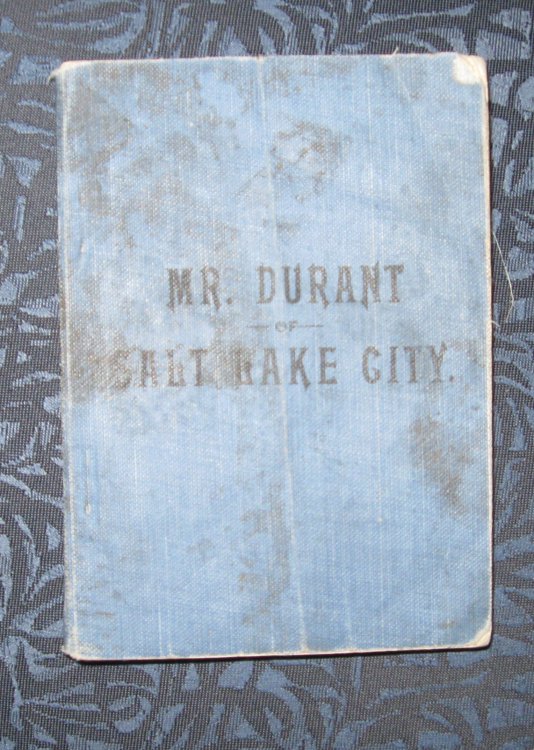 MR. DURANT
—OF—
SALT LAKE CITY.